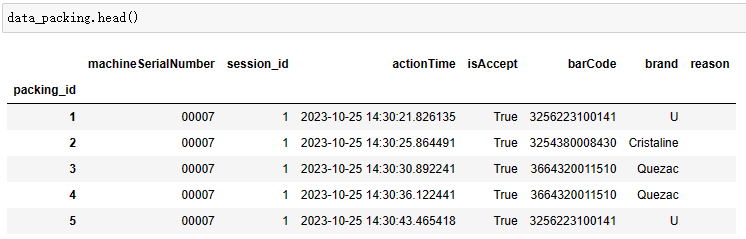 data_packing.head()
machineSerialNumber session_id actionTime isAccept barCode brand reason
packing_id
1 00007 1 2023-10-25 14:30:21.826135 True 3256223100141 U
2 00007 1 2023-10-25 14:30:25.864491 True 3254380008430 Cristaline
3 00007 1 2023-10-25 14:30:30.892241 True 3664320011510 Quezac
4 00007 1 2023-10-25 14:30:36.122441 True 3664320011510 Quezac
5 00007 1 2023-10-25 14:30:43.465418 True 3256223100141 U